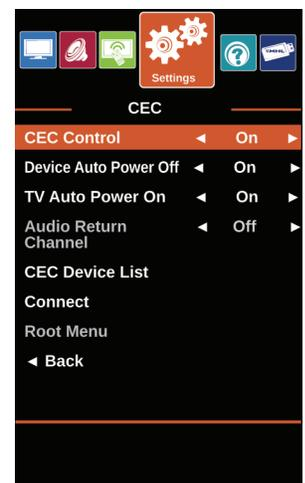 Settings
CEC
CEC Control ◄ On ►
Device Auto Power Off ◄ On ►
TV Auto Power On ◄ On ►
Audio Return
Channel ◄ Off ►
CEC Device List
Connect
Root Menu
◄ Back